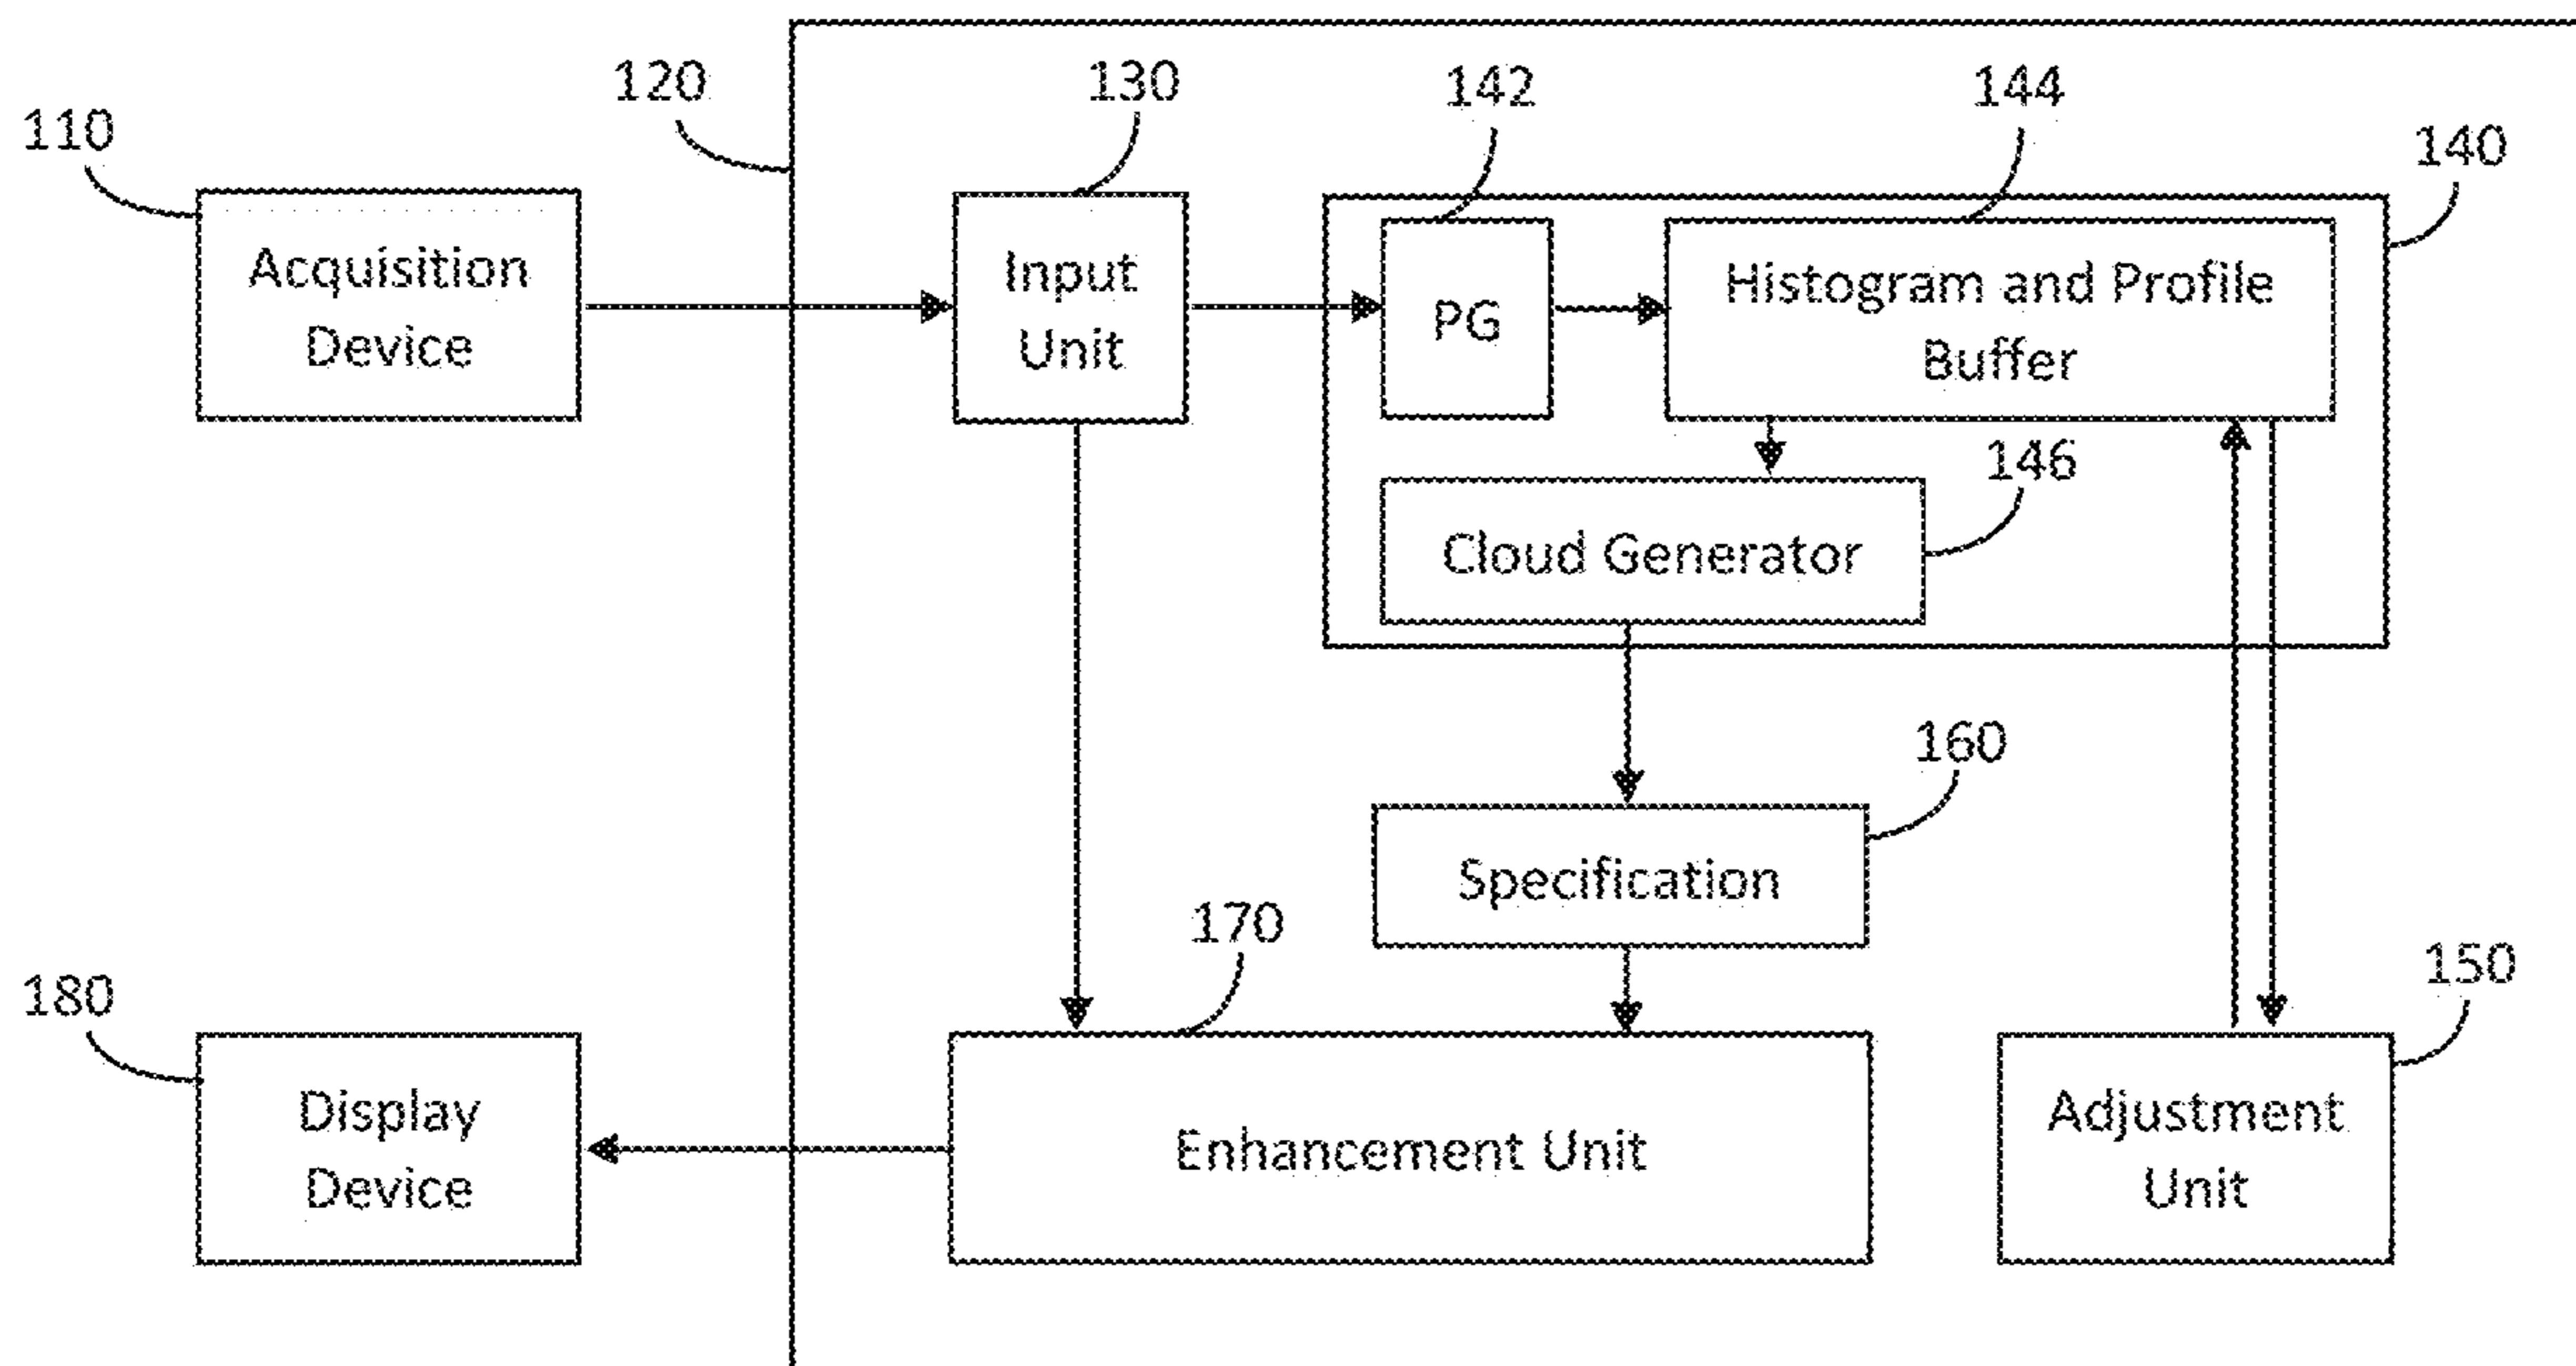 120
130
142
144
110
140
Acquisition
Device
Input
Unit
PG
Histogram and Profile
Buffer
146
Cloud Generator
160
Specification
170
150
180
Display
Device
Enhancement Unit
Adjustment
Unit